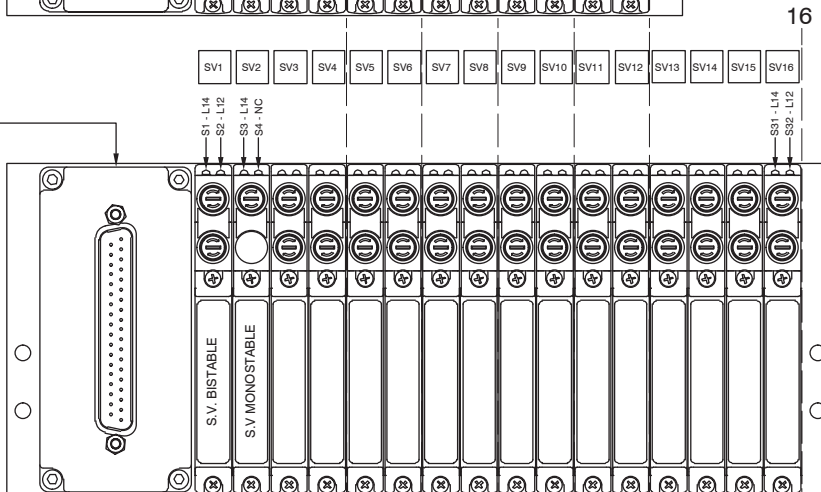 16
SV1 SV2 SV3 SV4 SV5 SV6 SV7 SV8 SV9 SV10 SV11 SV12 SV13 SV14 SV15 SV16
S1 - L14
S2 - L12
S3 - L14
S4 - NC
S31 - L14
S32 - L12
S.V. BISTABLE
S.V MONOSTABLE